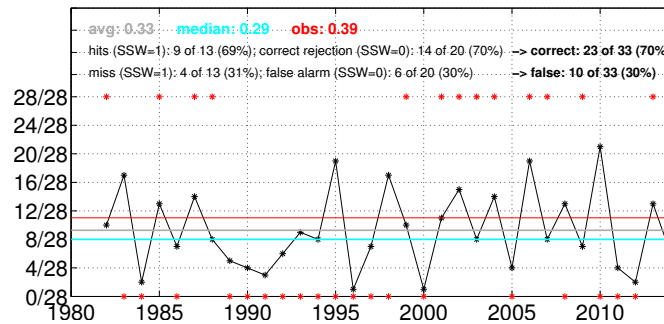 avg: 0.33 median: 0.29 obs: 0.39
hits (SSW=1): 9 of 13 (69%); correct rejection (SSW=0): 14 of 20 (70%) –> correct: 23 of 33 (70%
miss (SSW=1): 4 of 13 (31%); false alarm (SSW=0): 6 of 20 (30%) –> false: 10 of 33 (30%)
28/28
24/28
20/28
16/28
12/28
8/28
4/28
0/28
1980 1985 1990 1995 2000 2005 2010